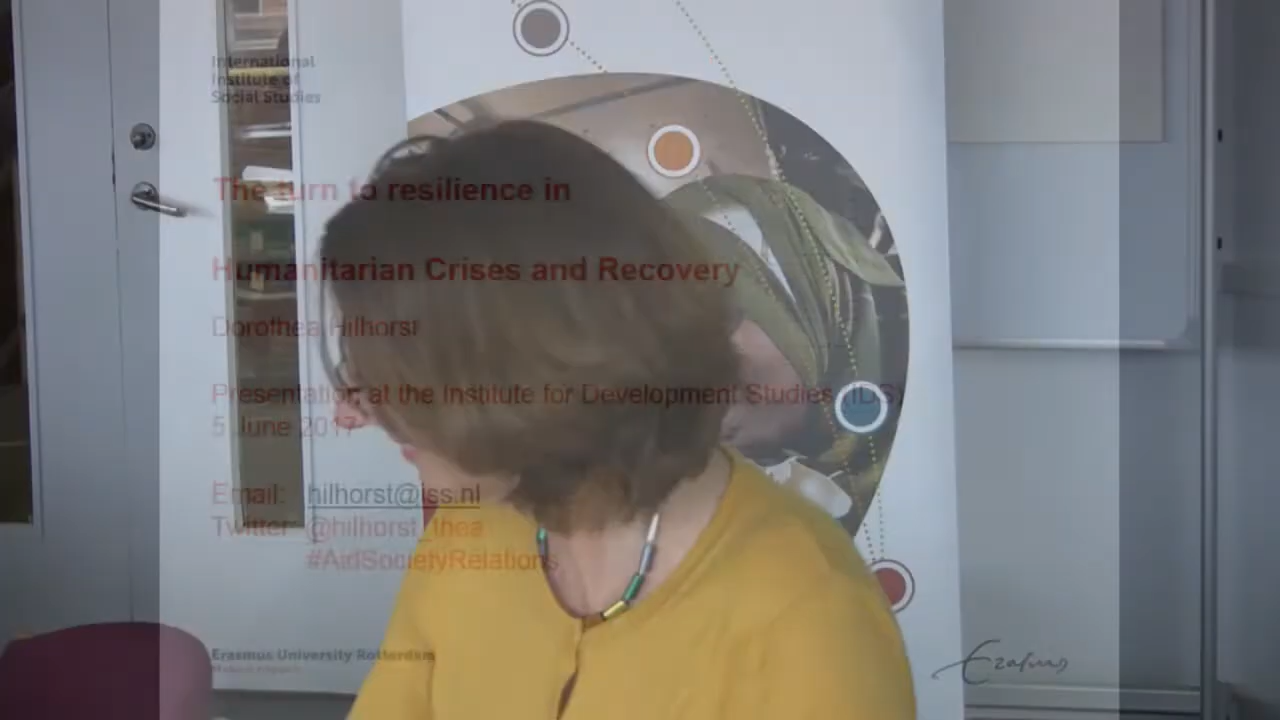 International
Institute of
Social Studies
The turn to resilience in
Humanitarian Crises and Recovery
Dorothea Hilhorst
Presentation at the Institute for Development Studies (IDS)
5 June 2017
Email: hilhorst@iss.nl
Twitter: @hilhorst_thea
#AidSocietyRelations
Erasmus University Rotterdam
Erasmus